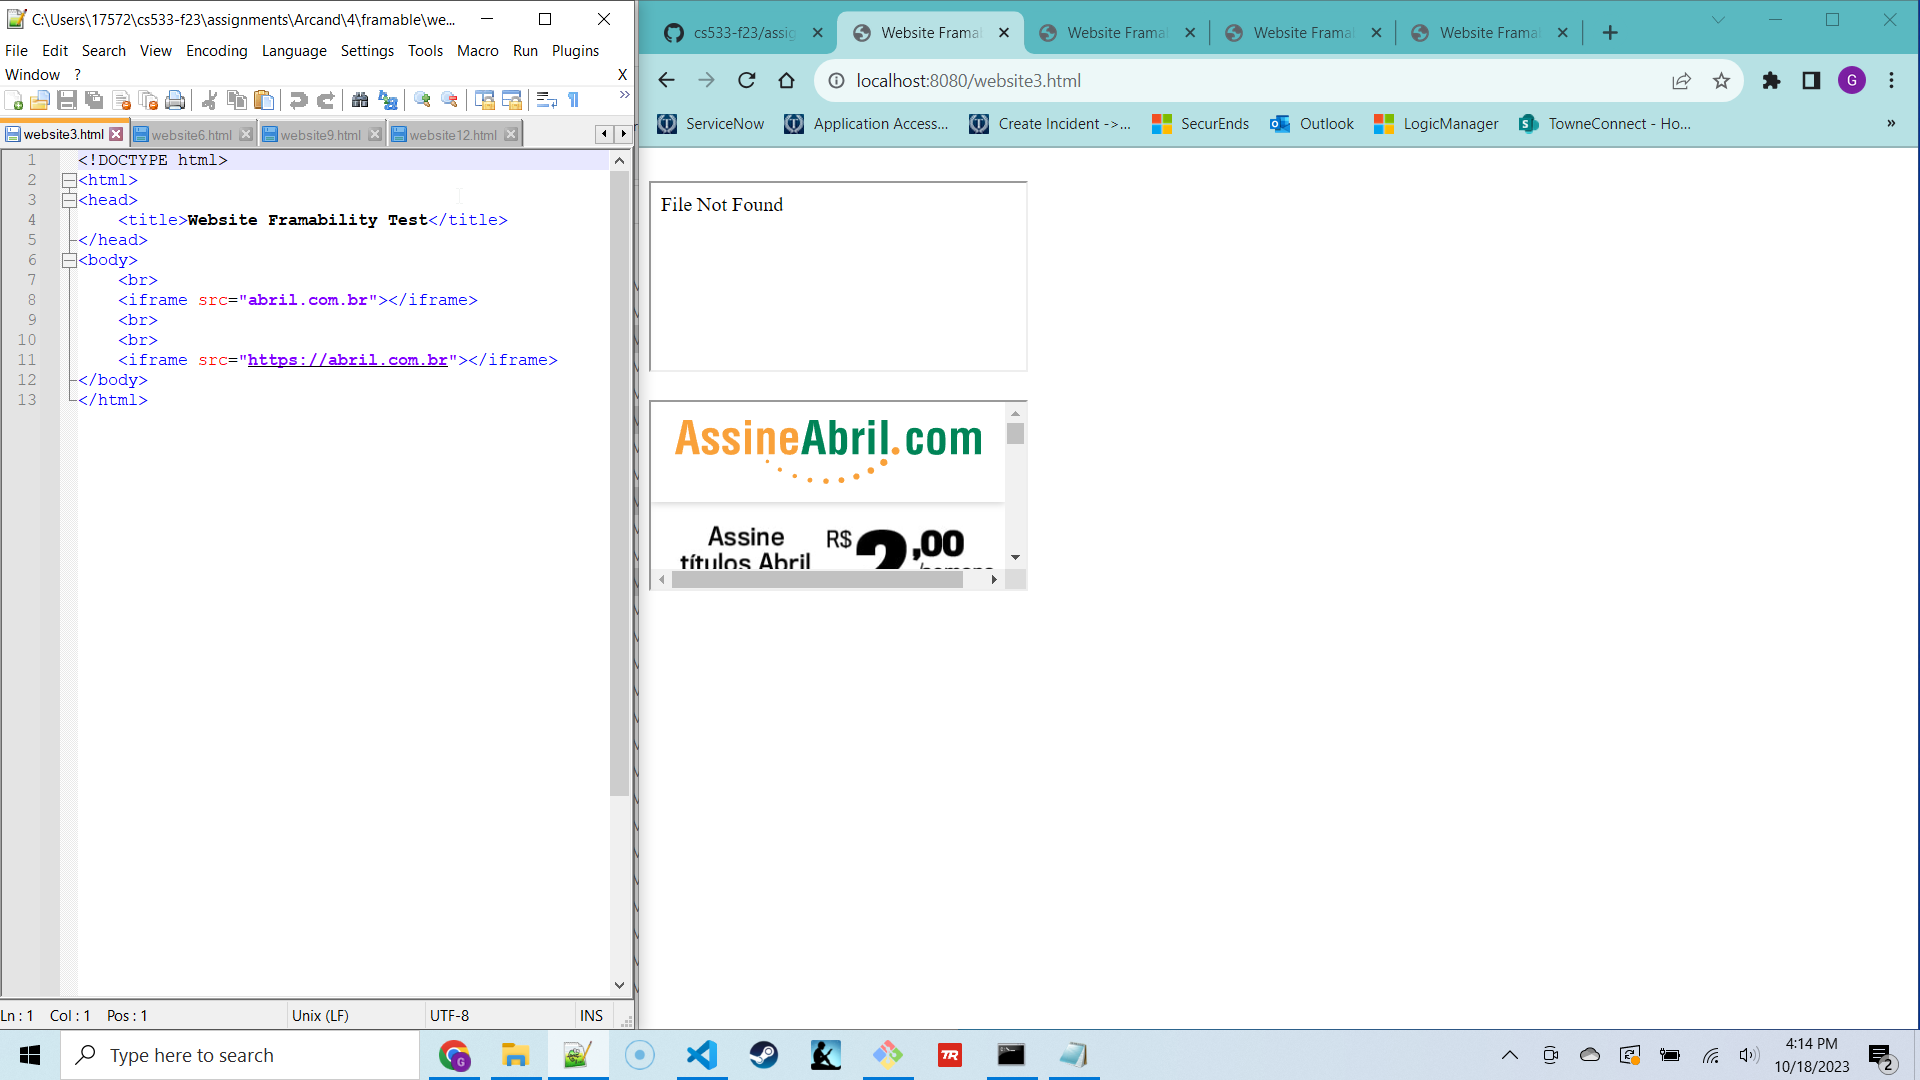 C:\Users\17572\cs533-f23\assignments\Arcand\4\framable\we...
File Edit Search View Encoding Language Settings Tools Macro Run Plugins
Window ? X
website3.html website6.html website9.html website12.html
1 <!DOCTYPE html>
2 <html>
3 <head>
4 <title>Website Framability Test</title>
5 </head>
6 <body>
7 <br>
8 <iframe src="abril.com.br"></iframe>
9 <br>
10 <br>
11 <iframe src="https://abril.com.br"></iframe>
12 </body>
13 </html>
Ln : 1 Col : 1 Pos : 1 Unix (LF) UTF-8 INS
cs533-f23/assig Website Frama Website Frama Website Frama Website Frama
localhost:8080/website3.html G
ServiceNow Application Access... Create Incident ->... SecurEnds Outlook LogicManager TowneConnect - Ho... »
File Not Found
AssineAbril.com
Assine
títulos Abril
R$ 2,00
Type here to search
G
TR
4:14 PM
10/18/2023
2